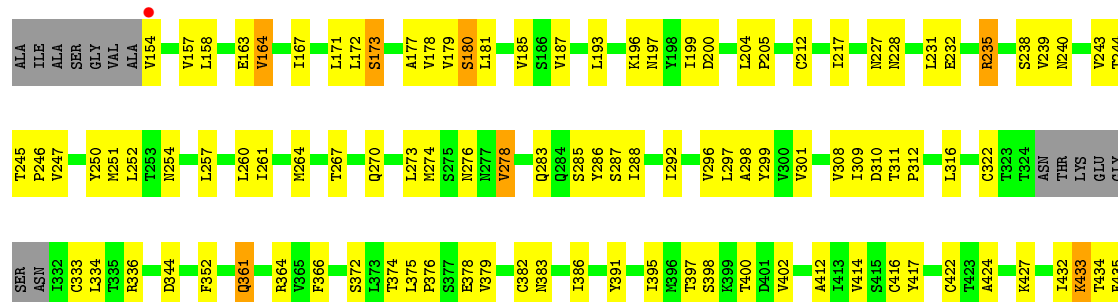 ALA ILE ALA SER GLY VAL ALA V154 V157 L158 E163 V164 I167 L171 L172 S173 A177 V178 V179 S180 L181 V185 S186 V187 L193 K196 N197 Y198 I199 D200 L204 P205 C212 I217 N227 N228 L231 E232 R235 S238 V239 N240 V243 T244
T245 P246 V247 Y250 M251 L252 T253 N254 L257 L260 I261 M264 T267 Q270 L273 M274 S275 N276 N277 V278 Q283 Q284 S285 Y286 S287 I288 I292 V296 L297 A298 Y299 V300 V301 V308 I309 D310 T311 P312 L316 C322 T323 T324 ASN THR LYS GLU GLY
SER ASN I332 C333 L334 T335 R336 D344 F352 Q361 R364 V365 F366 S372 L373 T374 L375 P376 S377 E378 V379 C382 N383 I386 Y391 I395 M396 T397 S398 K399 T400 D401 V402 A412 I413 V414 S415 C416 Y417 C422 T423 A424 K427 I432 K433 T434